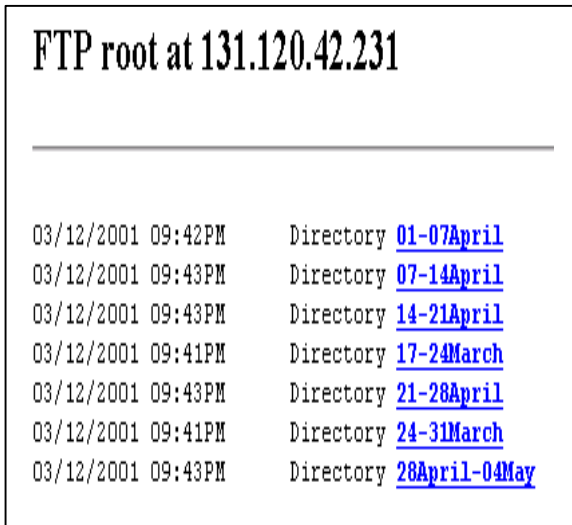 FTP root at 131.120.42.231
03/12/2001 09:42PM Directory 01-07April
03/12/2001 09:43PM Directory 07-14April
03/12/2001 09:43PM Directory 14-21April
03/12/2001 09:41PM Directory 17-24March
03/12/2001 09:43PM Directory 21-28April
03/12/2001 09:41PM Directory 24-31March
03/12/2001 09:43PM Directory 28April-04May